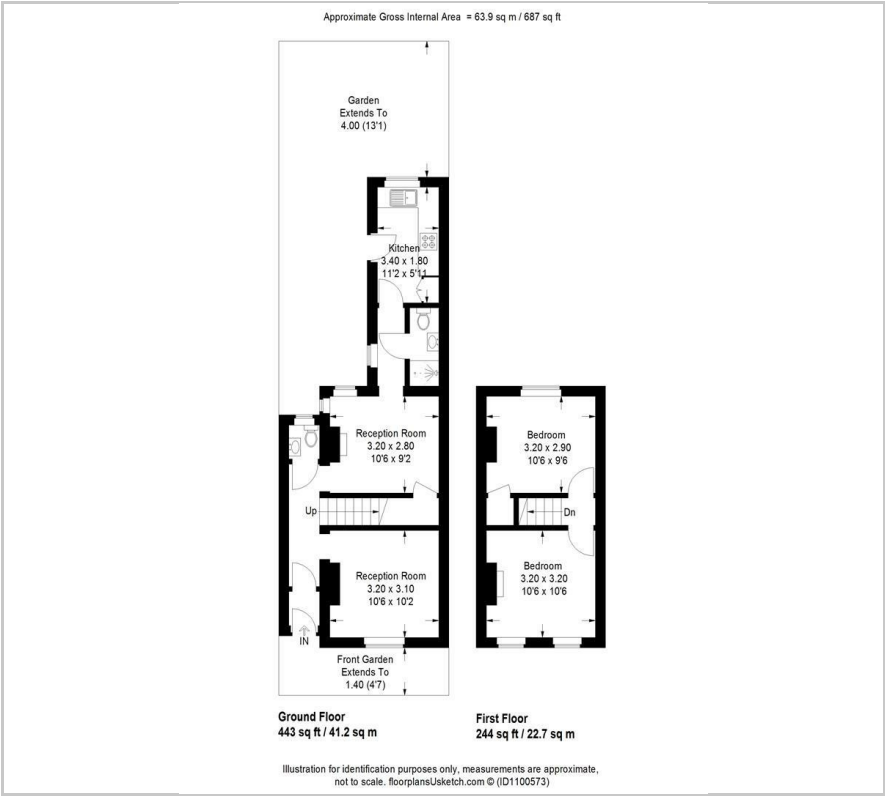 Approximate Gross Internal Area = 63.9 sq m / 687 sq ft
Garden
Extends To
4.00 (13'1)
Kitchen
3.40 x 1.80
11'2 x 5'11
Reception Room
3.20 x 2.80
10'6 x 9'2
Up
Reception Room
3.20 x 3.10
10'6 x 10'2
IN
Front Garden
Extends To
1.40 (4'7)
Bedroom
3.20 x 2.90
10'6 x 9'6
Dn
Bedroom
3.20 x 3.20
10'6 x 10'6
Ground Floor
443 sq ft / 41.2 sq m
First Floor
244 sq ft / 22.7 sq m
Illustration for identification purposes only, measurements are approximate,
not to scale. floorplansUsketch.com © (ID1100573)